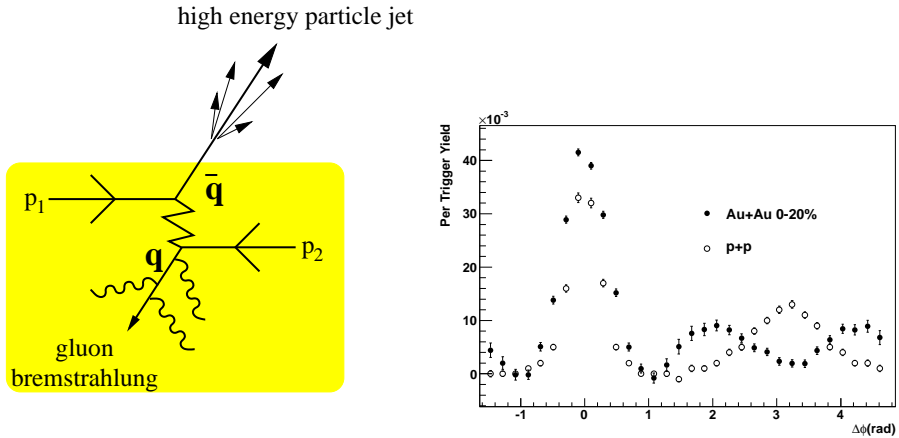 high energy particle jet
q̄
p1
p2
q
gluon
bremstrahlung
×10⁻³
Per Trigger Yield
40
30
20
10
0
Au+Au 0-20%
p+p
-1 0 1 2 3 4
Δϕ(rad)